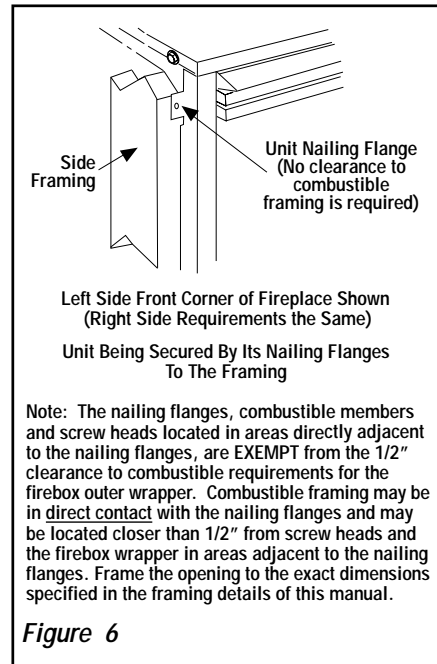 Side
Framing
Unit Nailing Flange
(No clearance to
combustible
framing is required)
Left Side Front Corner of Fireplace Shown
(Right Side Requirements the Same)
Unit Being Secured By Its Nailing Flanges
To The Framing
Note: The nailing flanges, combustible members
and screw heads located in areas directly adjacent
to the nailing flanges, are EXEMPT from the 1/2”
clearance to combustible requirements for the
firebox outer wrapper. Combustible framing may be
in direct contact with the nailing flanges and may
be located closer than 1/2” from screw heads and
the firebox wrapper in areas adjacent to the nailing
flanges. Frame the opening to the exact dimensions
specified in the framing details of this manual.
Figure 6